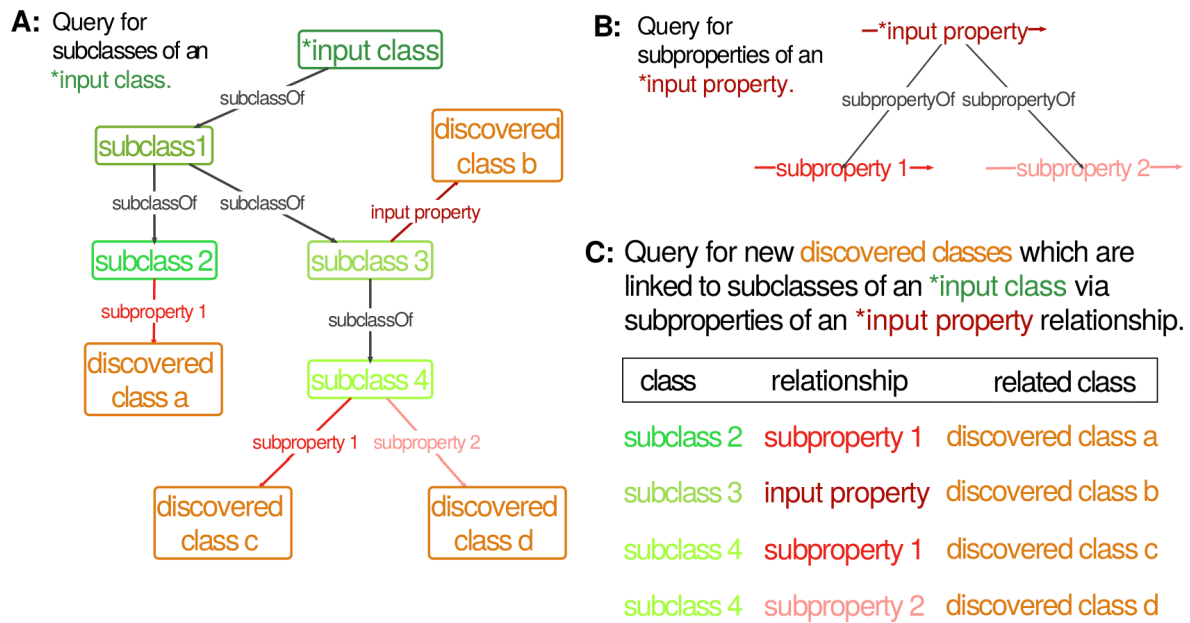 A: Query for
subclasses of an
*input class.
*input class
subclassOf
subclass1
discovered
class b
subclassOf
subclassOf
input property
subclass 2
subclass 3
subproperty 1
subclassOf
discovered
class a
subclass 4
subproperty 1
subproperty 2
discovered
class c
discovered
class d
B: Query for
subproperties of an
*input property.
*input property
subpropertyOf
subpropertyOf
subproperty 1
subproperty 2
C: Query for new discovered classes which are
linked to subclasses of an *input class via
subproperties of an *input property relationship.
class relationship related class
subclass 2 subproperty 1 discovered class a
subclass 3 input property discovered class b
subclass 4 subproperty 1 discovered class c
subclass 4 subproperty 2 discovered class d